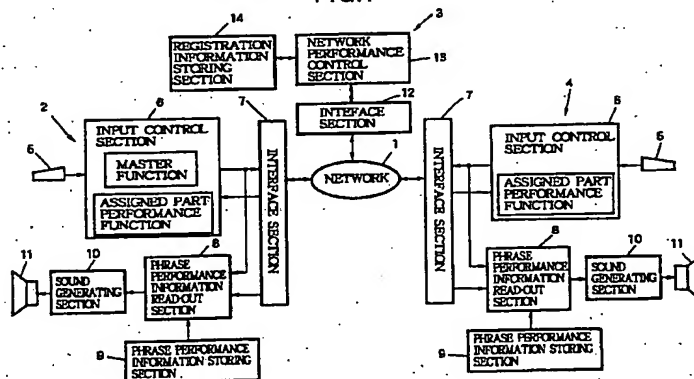 14
REGISTRATION
INFORMATION
STORING
SECTION
NETWORK
PERFORMANCE
CONTROL
SECTION
3
13
12
INTEFACE
SECTION
2
6
7
5
INPUT CONTROL
SECTION
MASTER
FUNCTION
ASSIGNED PART
PERFORMANCE
FUNCTION
INTERFACE SECTION
1
NETWORK
7
4
6
5
INTERFACE SECTION
INPUT CONTROL
SECTION
ASSIGNED PART
PERFORMANCE
FUNCTION
11
10
SOUND
GENERATING
SECTION
8
PHRASE
PERFORMANCE
INFORMATION
READ-OUT
SECTION
9
PHRASE PERFORMANCE
INFORMATION STORING
SECTION
8
PHRASE
PERFORMANCE
INFORMATION
READ-OUT
SECTION
10
SOUND
GENERATING
SECTION
11
9
PHRASE PERFORMANCE
INFORMATION STORING
SECTION